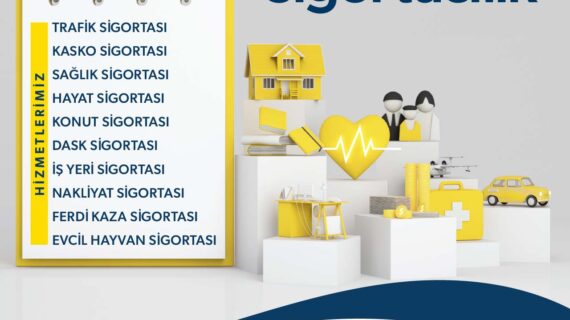 sigortacılık
HİZMETLERİMİZ
TRAFİK SİGORTASI
KASKO SİGORTASI
SAĞLIK SİGORTASI
HAYAT SİGORTASI
KONUT SİGORTASI
DASK SİGORTASI
İŞ YERİ SİGORTASI
NAKLİYAT SİGORTASI
FERDİ KAZA SİGORTASI
EVCİL HAYVAN SİGORTASI